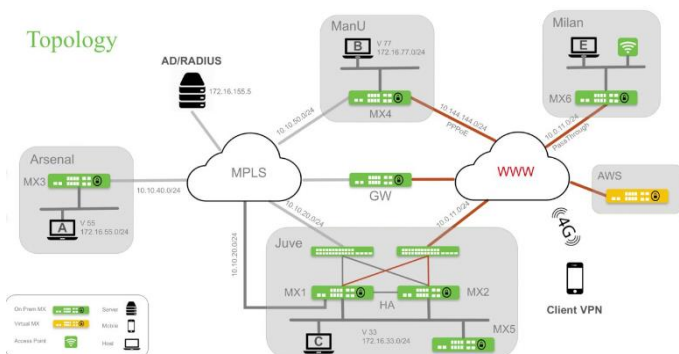 Topology
AD/RADIUS
172.16.155.5
ManU
B
V 77
172.16.77.0/24
MX4
Milan
E
MX6
10.10.50.0/24
10.144.144.0/24
PPPoE
10.0.11.0/24
PassThrough
Arsenal
MX3
A
V 55
172.16.55.0/24
10.10.40.0/24
MPLS
GW
WWW
AWS
4G
Client VPN
10.10.20.0/24
10.10.20.0/24
10.0.11.0/24
Juve
MX1
HA
MX2
C
V 33
172.16.33.0/24
MX5
On Prem MX
Virtual MX
Access Point
Server
Mobile
Host